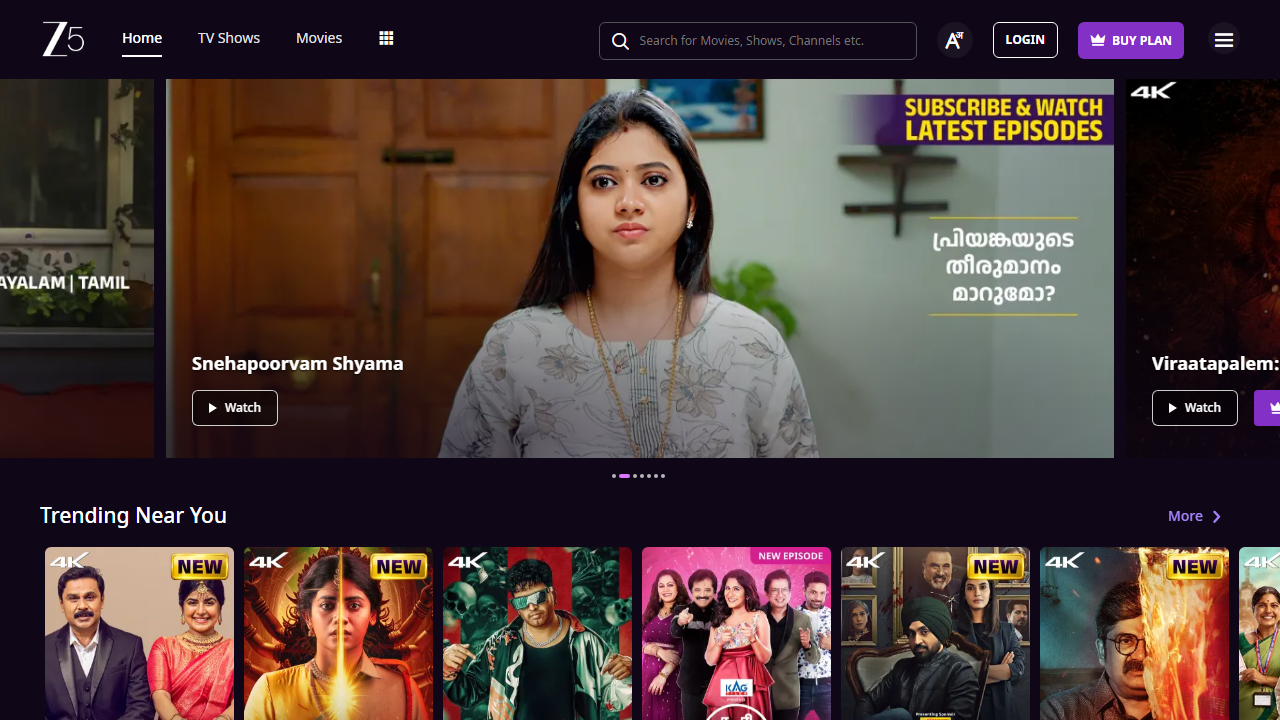 Z5
Home
TV Shows
Movies
Search for Movies, Shows, Channels etc.
Aअ
LOGIN
BUY PLAN
AYALAM | TAMIL
SUBSCRIBE & WATCH
LATEST EPISODES
പ്രിയങ്കയുടെ
തീരുമാനം
മാറുമോ?
Snehapoorvam Shyama
Watch
4K
Viraatapalem:
Watch
Trending Near You
More
4K
NEW
4K
NEW
4K
NEW EPISODE
KAG
4K
NEW
4K
NEW
4K